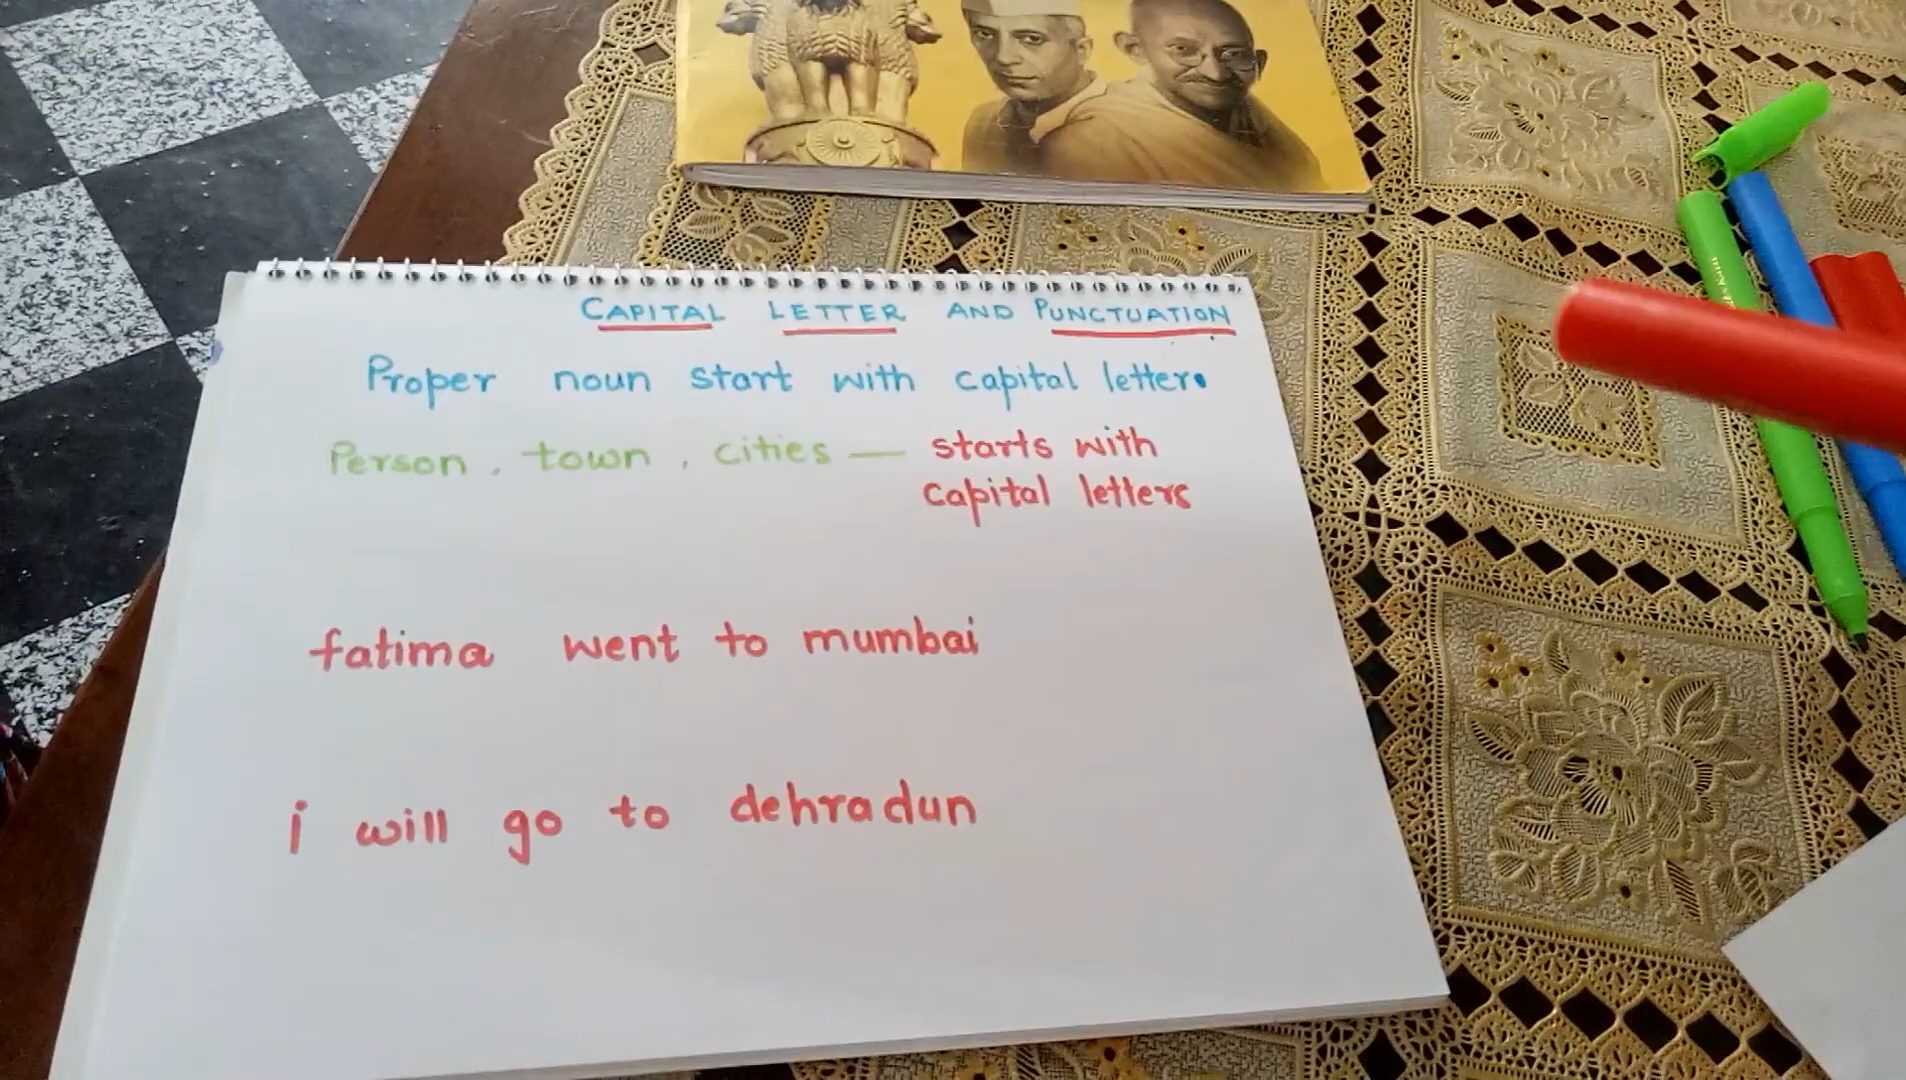 CAPITAL LETTER AND PUNCTUATION
Proper noun start with capital letter.
Person, town, cities — starts with
capital letters
fatima went to mumbai
i will go to dehradun